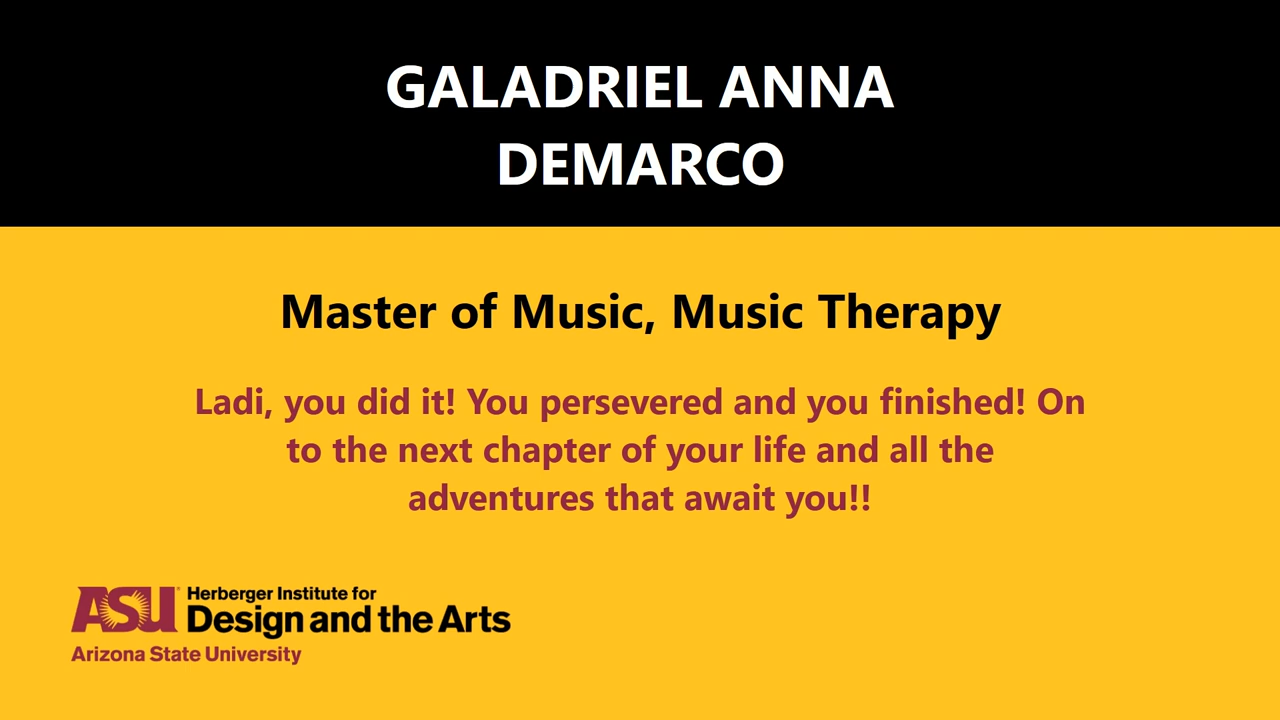 GALADRIEL ANNA
DEMARCO
Master of Music, Music Therapy
Ladi, you did it! You persevered and you finished! On
to the next chapter of your life and all the
adventures that await you!!
ASU Herberger Institute for
Design and the Arts
Arizona State University